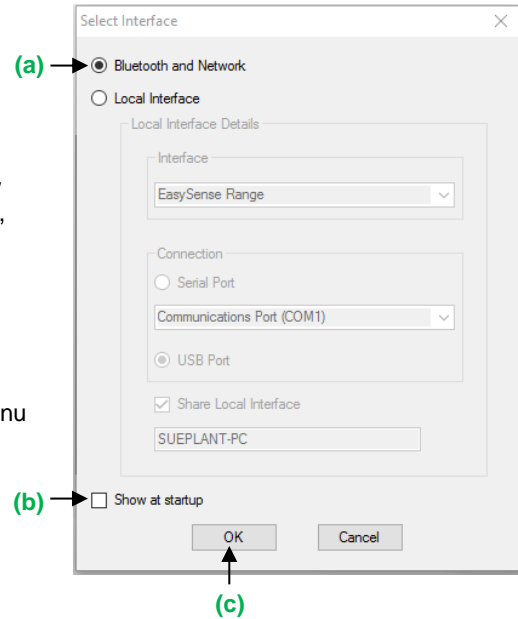 Select Interface
(a)
Bluetooth and Network
Local Interface
Local Interface Details
Interface
EasySense Range
,
Connection
Serial Port
Communications Port (COM1)
USB Port
nu
Share Local Interface
SUEPLANT-PC
(b)
Show at startup
OK Cancel
(c)